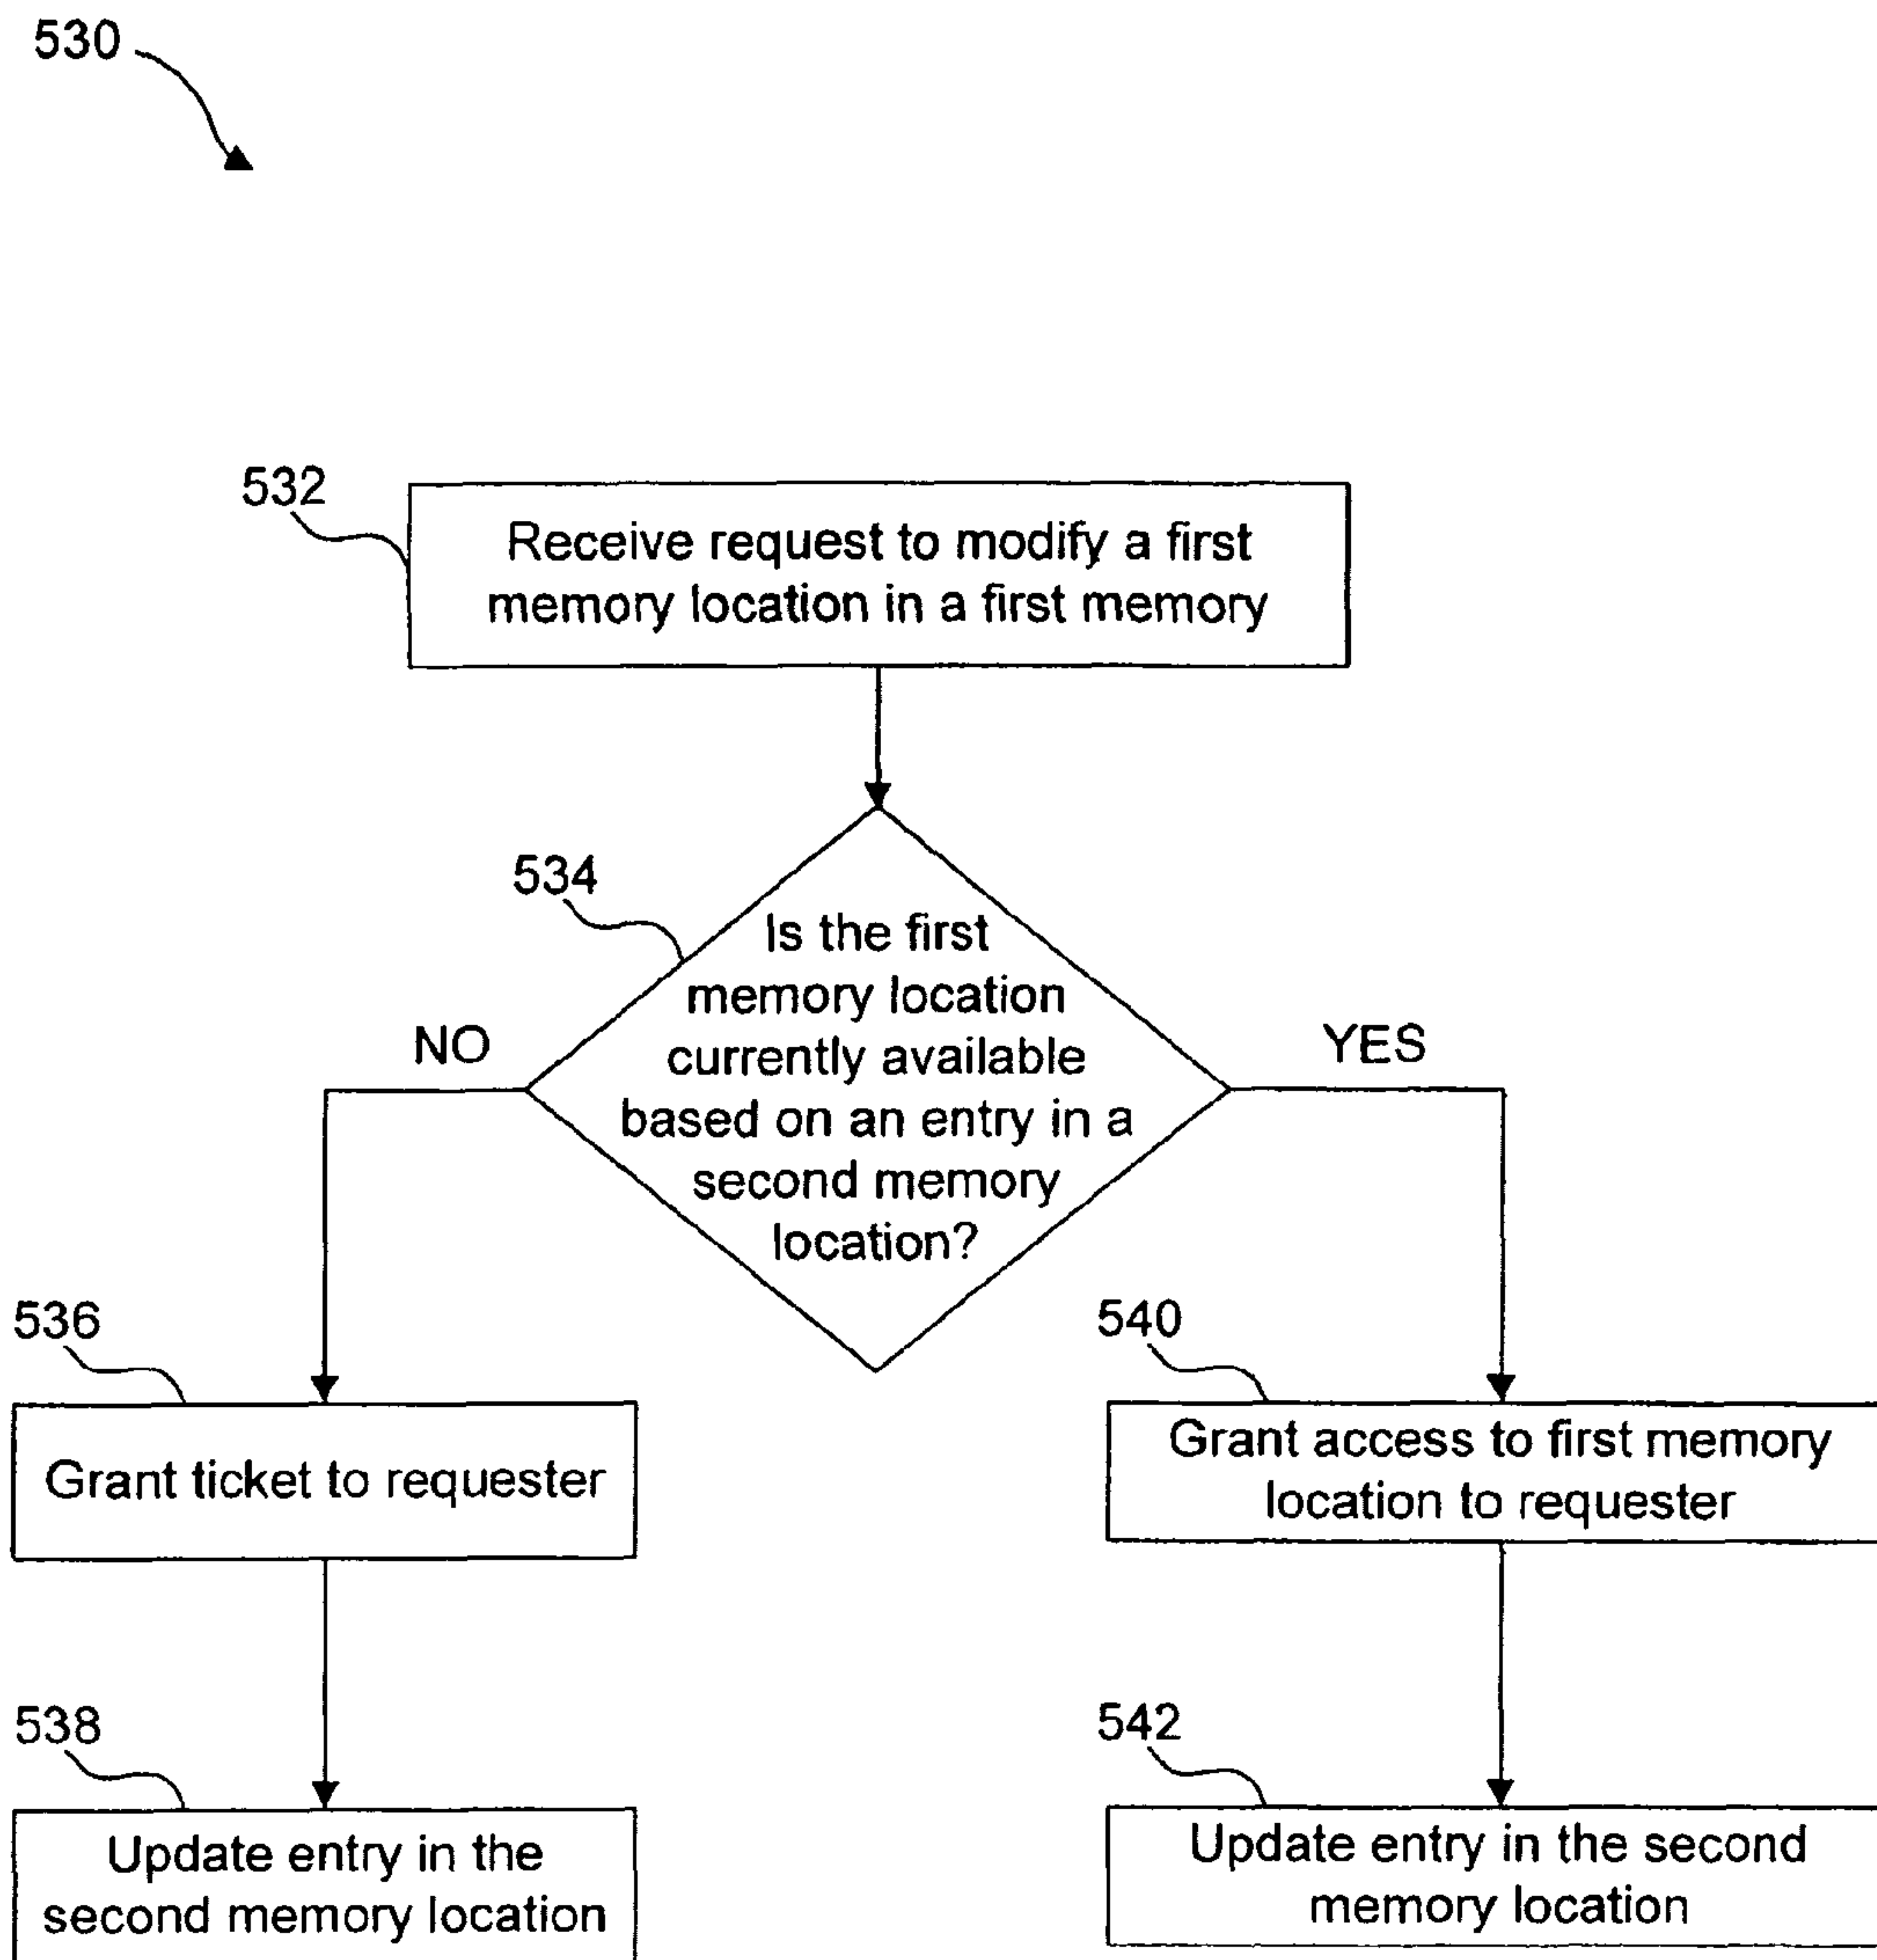 530
532
Receive request to modify a first
memory location in a first memory
534
Is the first
memory location
currently available
based on an entry in a
second memory
location?
NO
YES
536
Grant ticket to requester
540
Grant access to first memory
location to requester
538
Update entry in the
second memory location
542
Update entry in the second
memory location